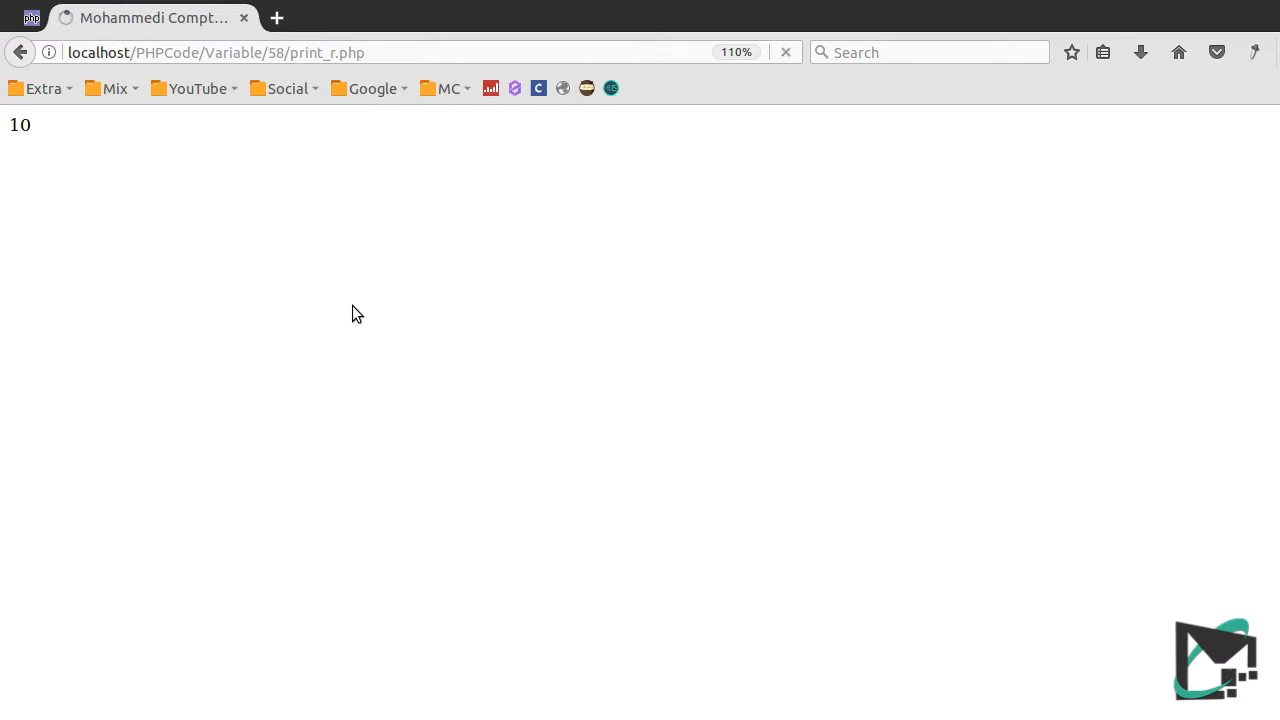 php Mohammedi Compt...
localhost/PHPCode/Variable/58/print_r.php 110% Search
Extra Mix YouTube Social Google MC C
10